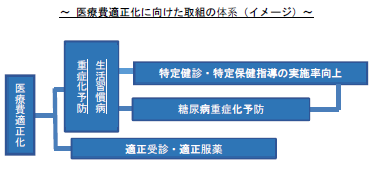 ～ 医療費適正化に向けた取組の体系（イメージ）～
医療費適正化
生活習慣病
重症化予防
特定健診・特定保健指導の実施率向上
糖尿病重症化予防
適正受診・適正服薬